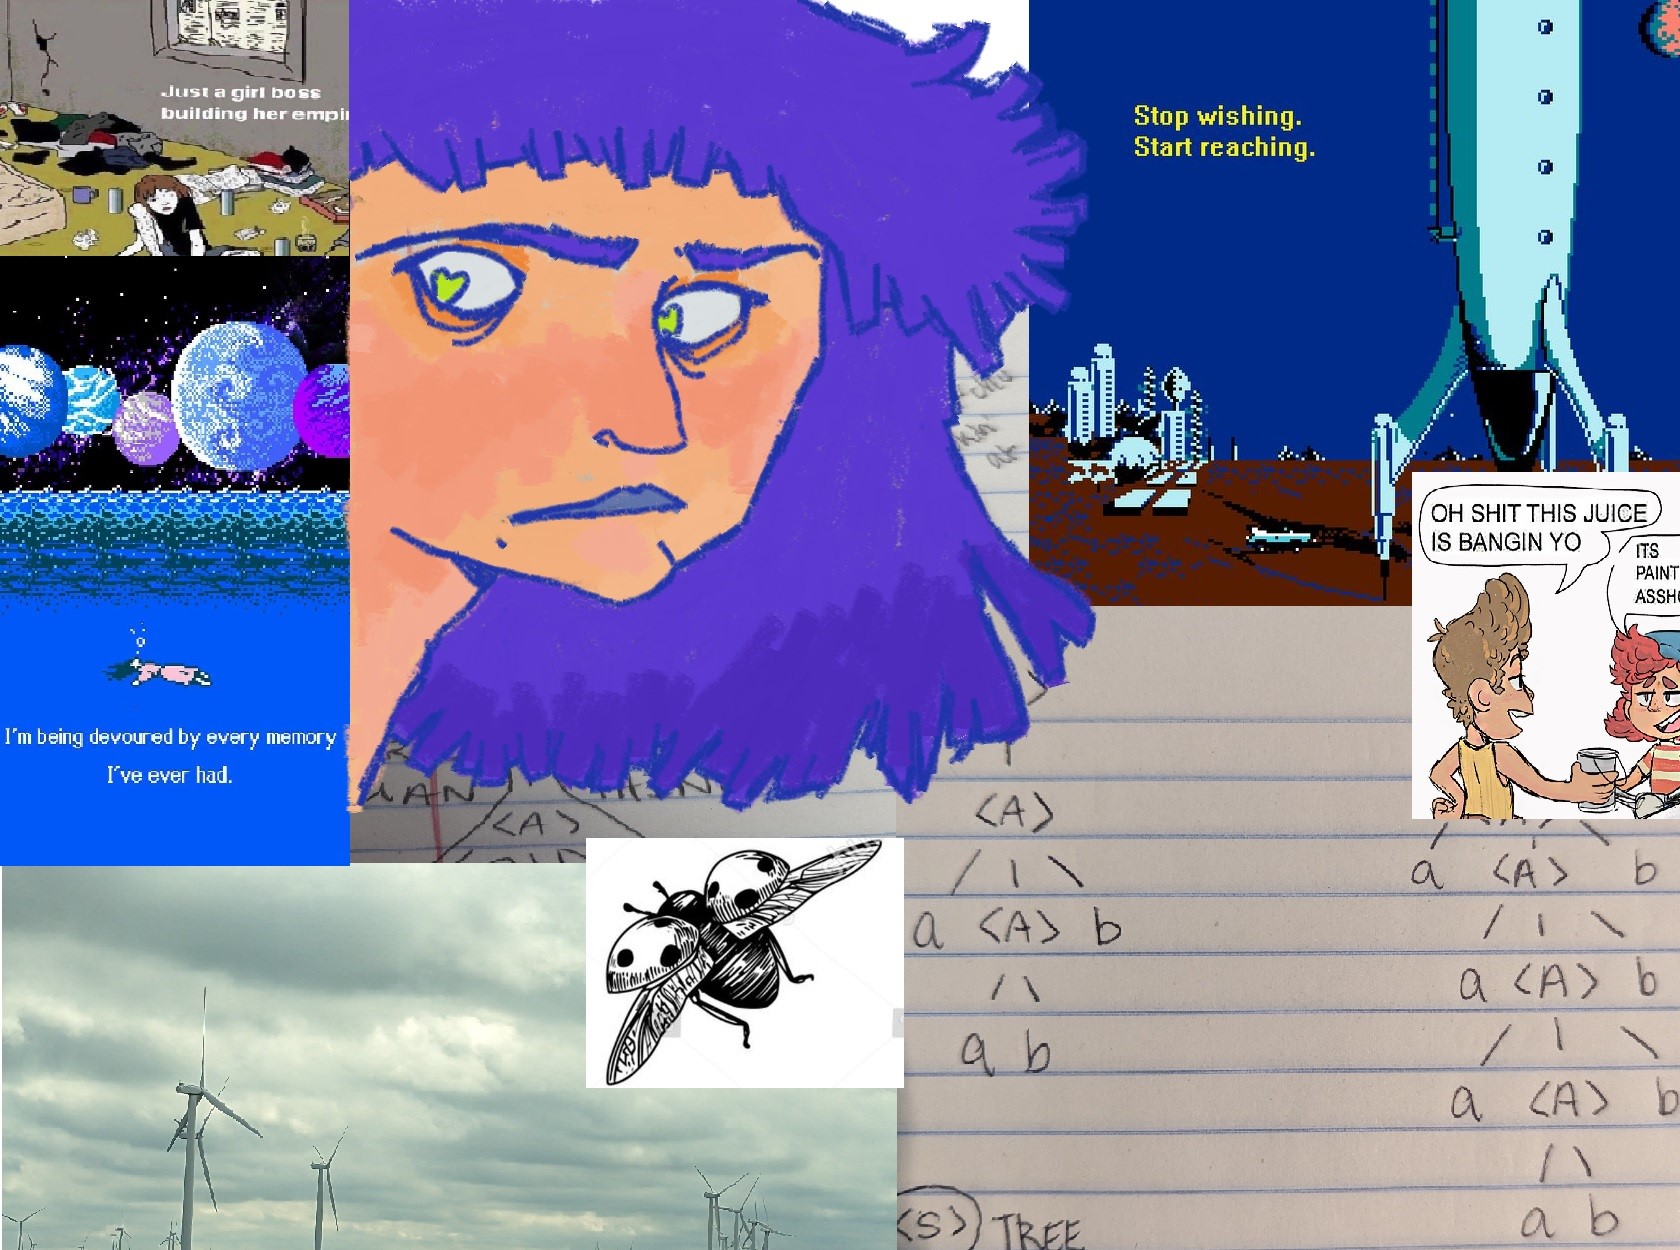 Just a girl boss
building her empi
Stop wishing.
Start reaching.
OH SHIT THIS JUICE
IS BANGIN YO
ITS
PAINT
ASSH
I'm being devoured by every memory
I've ever had.
<A>
<A>
/ | \
a <A> b
/ \
a b
a <A> b
/ | \
a <A> b
/ | \
a <A> b
/ \
a b
<S> TREE